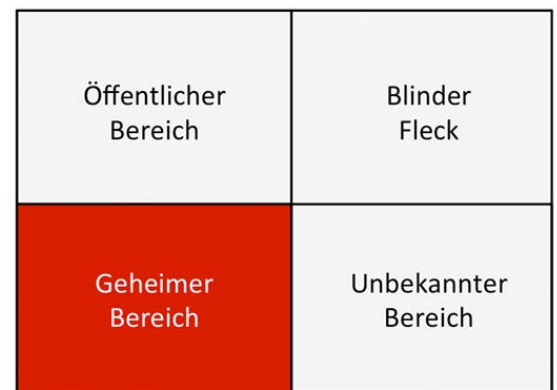 Öffentlicher
Bereich
Blinder
Fleck
Geheimer
Bereich
Unbekannter
Bereich